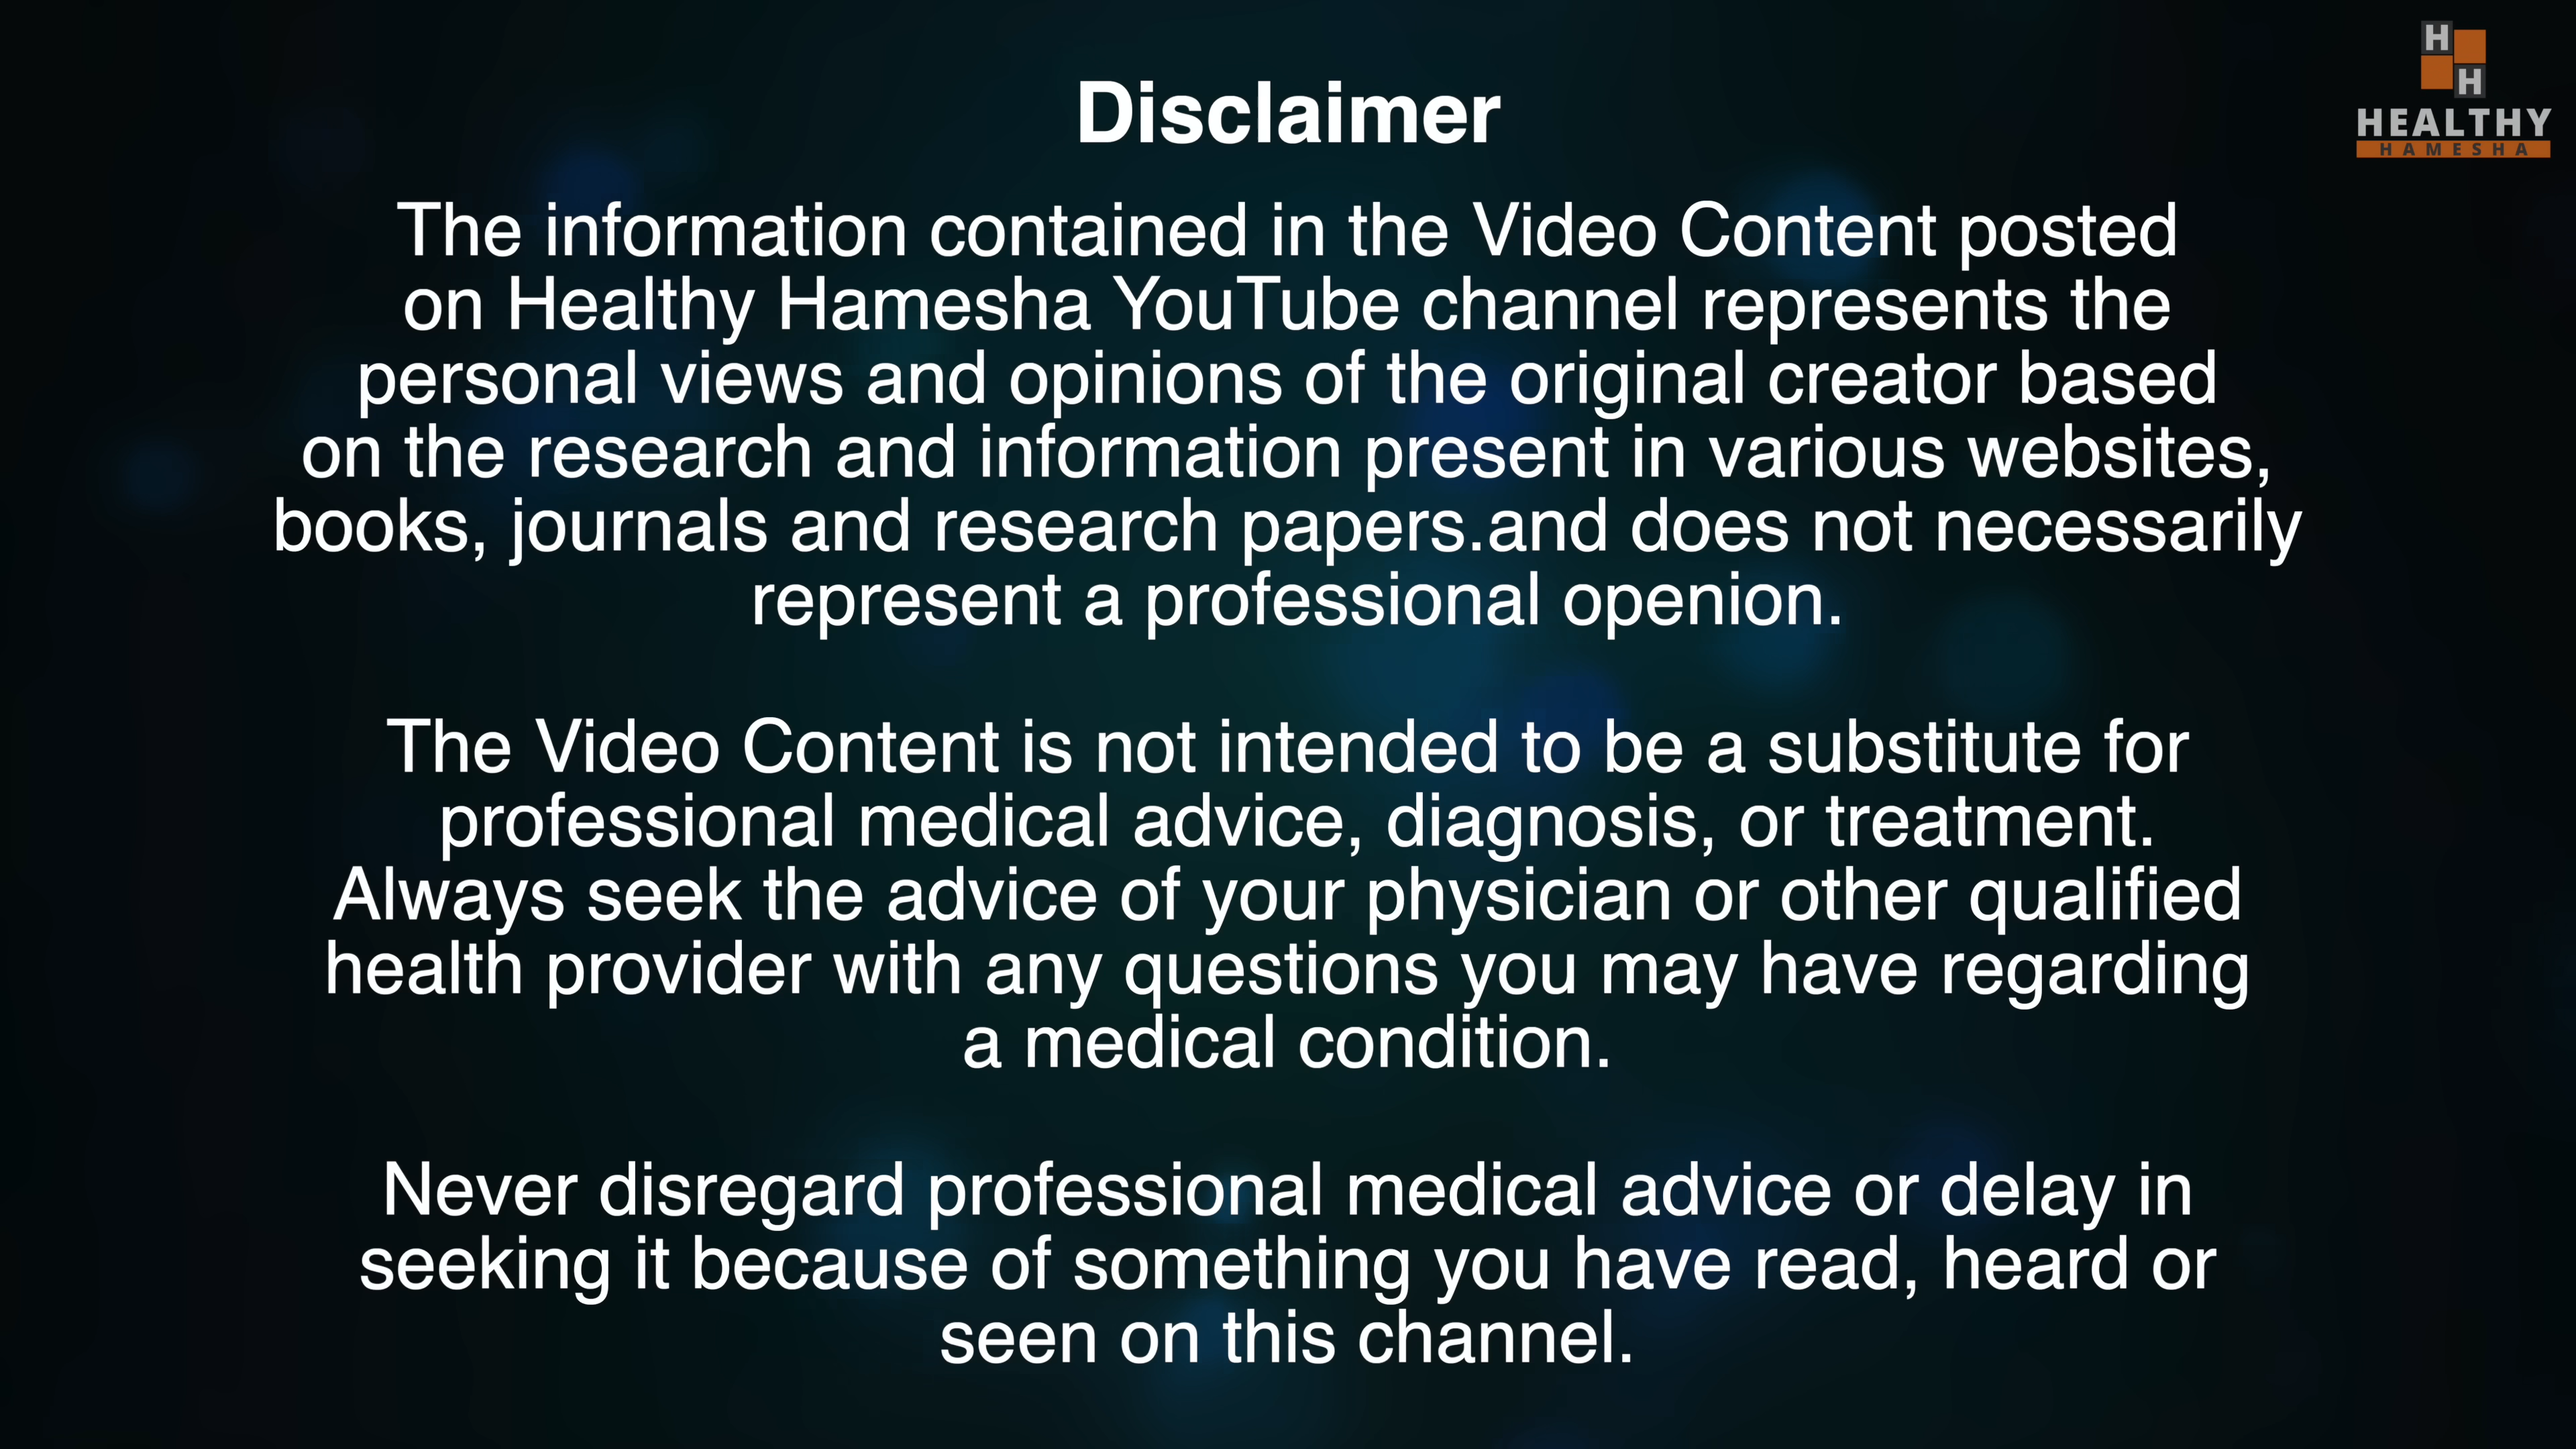 H
H
HEALTHY
HAMESHA
Disclaimer
The information contained in the Video Content posted
on Healthy Hamesha YouTube channel represents the
personal views and opinions of the original creator based
on the research and information present in various websites,
books, journals and research papers.and does not necessarily
represent a professional openion.
The Video Content is not intended to be a substitute for
professional medical advice, diagnosis, or treatment.
Always seek the advice of your physician or other qualified
health provider with any questions you may have regarding
a medical condition.
Never disregard professional medical advice or delay in
seeking it because of something you have read, heard or
seen on this channel.